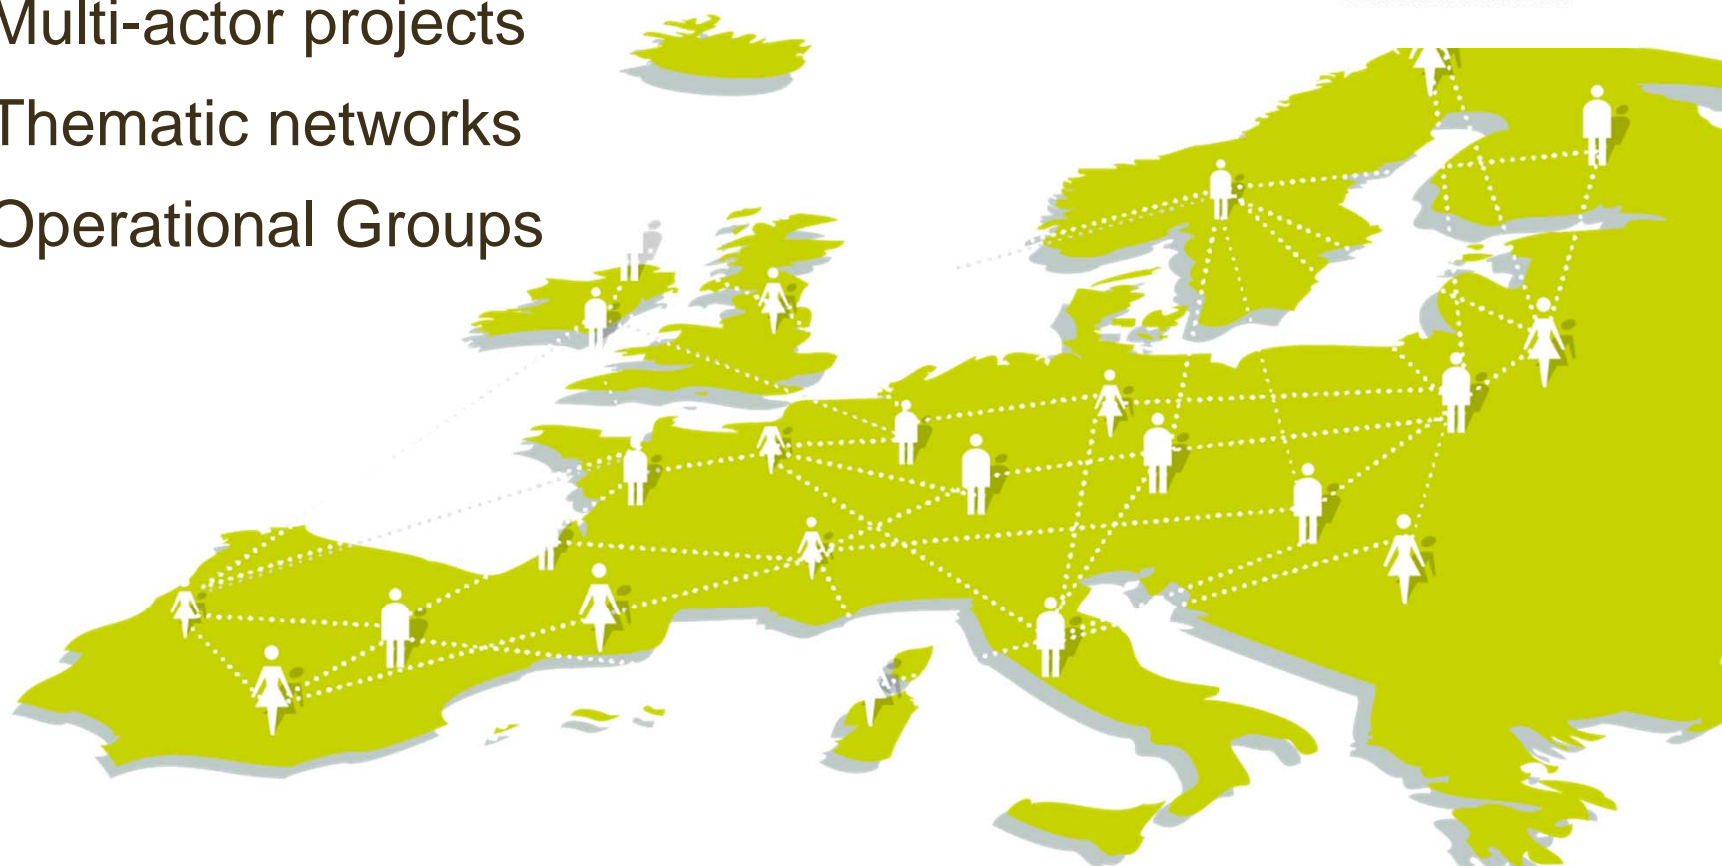 Multi-actor projects
Thematic networks
Operational Groups